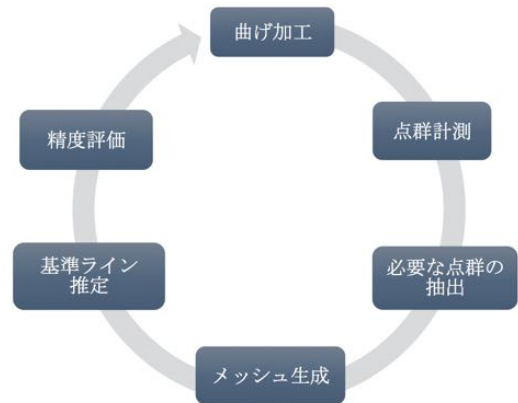 曲げ加工
点群計測
必要な点群の
抽出
メッシュ生成
基準ライン
推定
精度評価